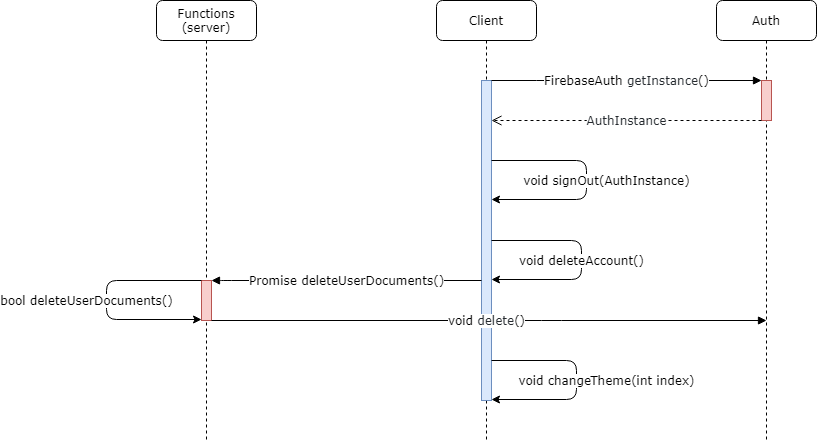 Functions
(server)
Client
Auth
FirebaseAuth getInstance()
AuthInstance
void signOut(AuthInstance)
void deleteAccount()
Promise deleteUserDocuments()
bool deleteUserDocuments()
void delete()
void changeTheme(int index)